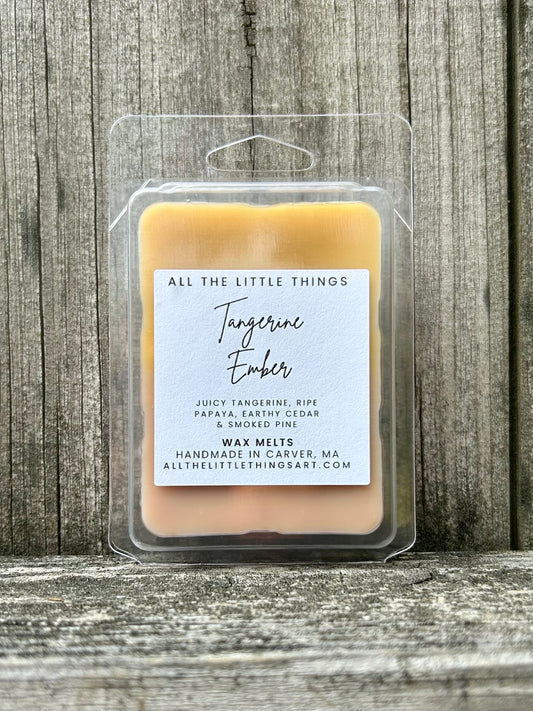 ALL THE LITTLE THINGS
Tangerine
Ember
JUICY TANGERINE, RIPE
PAPAYA, EARTHY CEDAR
& SMOKED PINE
WAX MELTS
HANDMADE IN CARVER, MA
ALLTHELITTLETHINGSART.COM